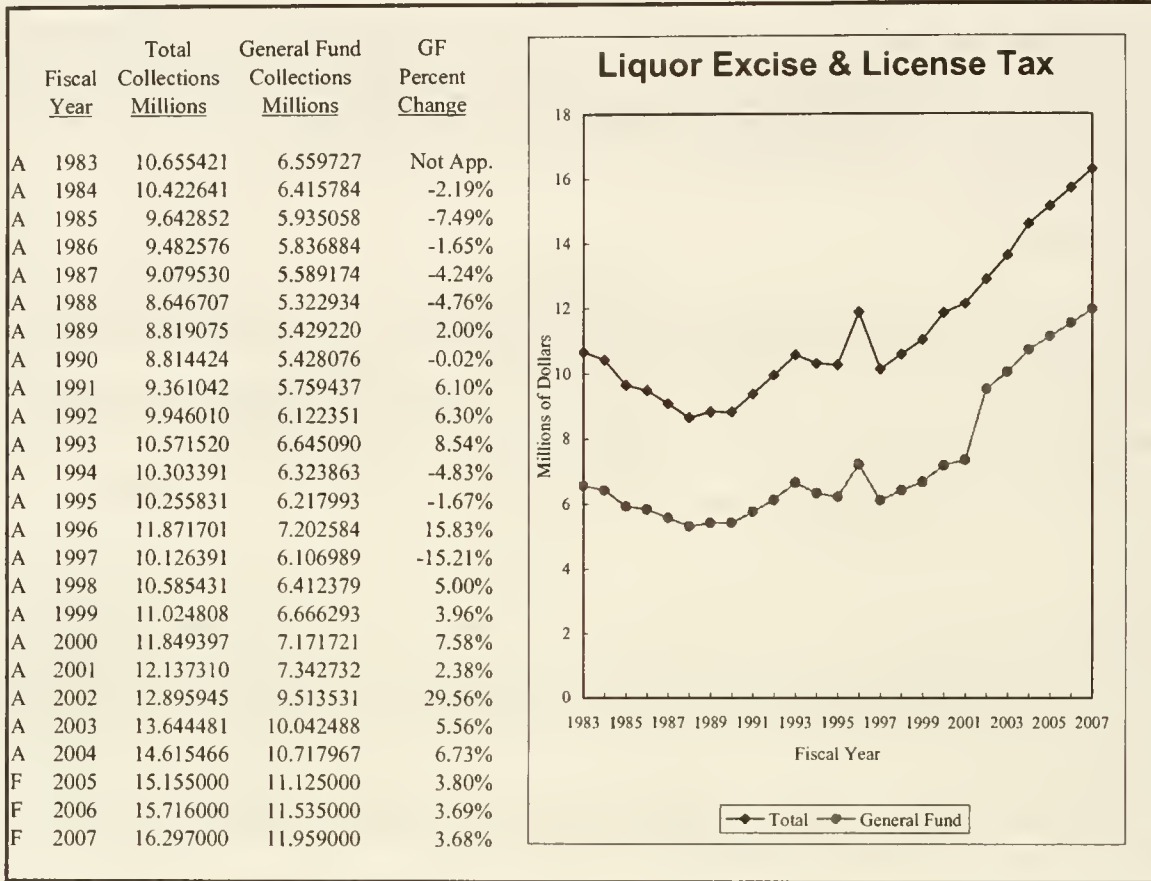 Total General Fund GF
Fiscal Collections Collections Percent
Year Millions Millions Change
A 1983 10.655421 6.559727 Not App.
A 1984 10.422641 6.415784 -2.19%
A 1985 9.642852 5.935058 -7.49%
A 1986 9.482576 5.836884 -1.65%
A 1987 9.079530 5.589174 -4.24%
A 1988 8.646707 5.322934 -4.76%
A 1989 8.819075 5.429220 2.00%
A 1990 8.814424 5.428076 -0.02%
A 1991 9.361042 5.759437 6.10%
A 1992 9.946010 6.122351 6.30%
A 1993 10.571520 6.645090 8.54%
A 1994 10.303391 6.323863 -4.83%
A 1995 10.255831 6.217993 -1.67%
A 1996 11.871701 7.202584 15.83%
A 1997 10.126391 6.106989 -15.21%
A 1998 10.585431 6.412379 5.00%
A 1999 11.024808 6.666293 3.96%
A 2000 11.849397 7.171721 7.58%
A 2001 12.137310 7.342732 2.38%
A 2002 12.895945 9.513531 29.56%
A 2003 13.644481 10.042488 5.56%
A 2004 14.615466 10.717967 6.73%
F 2005 15.155000 11.125000 3.80%
F 2006 15.716000 11.535000 3.69%
F 2007 16.297000 11.959000 3.68%
Liquor Excise & License Tax
18
16
14
12
10
8
6
4
2
0
Millions of Dollars
1983 1985 1987 1989 1991 1993 1995 1997 1999 2001 2003 2005 2007
Fiscal Year
Total General Fund